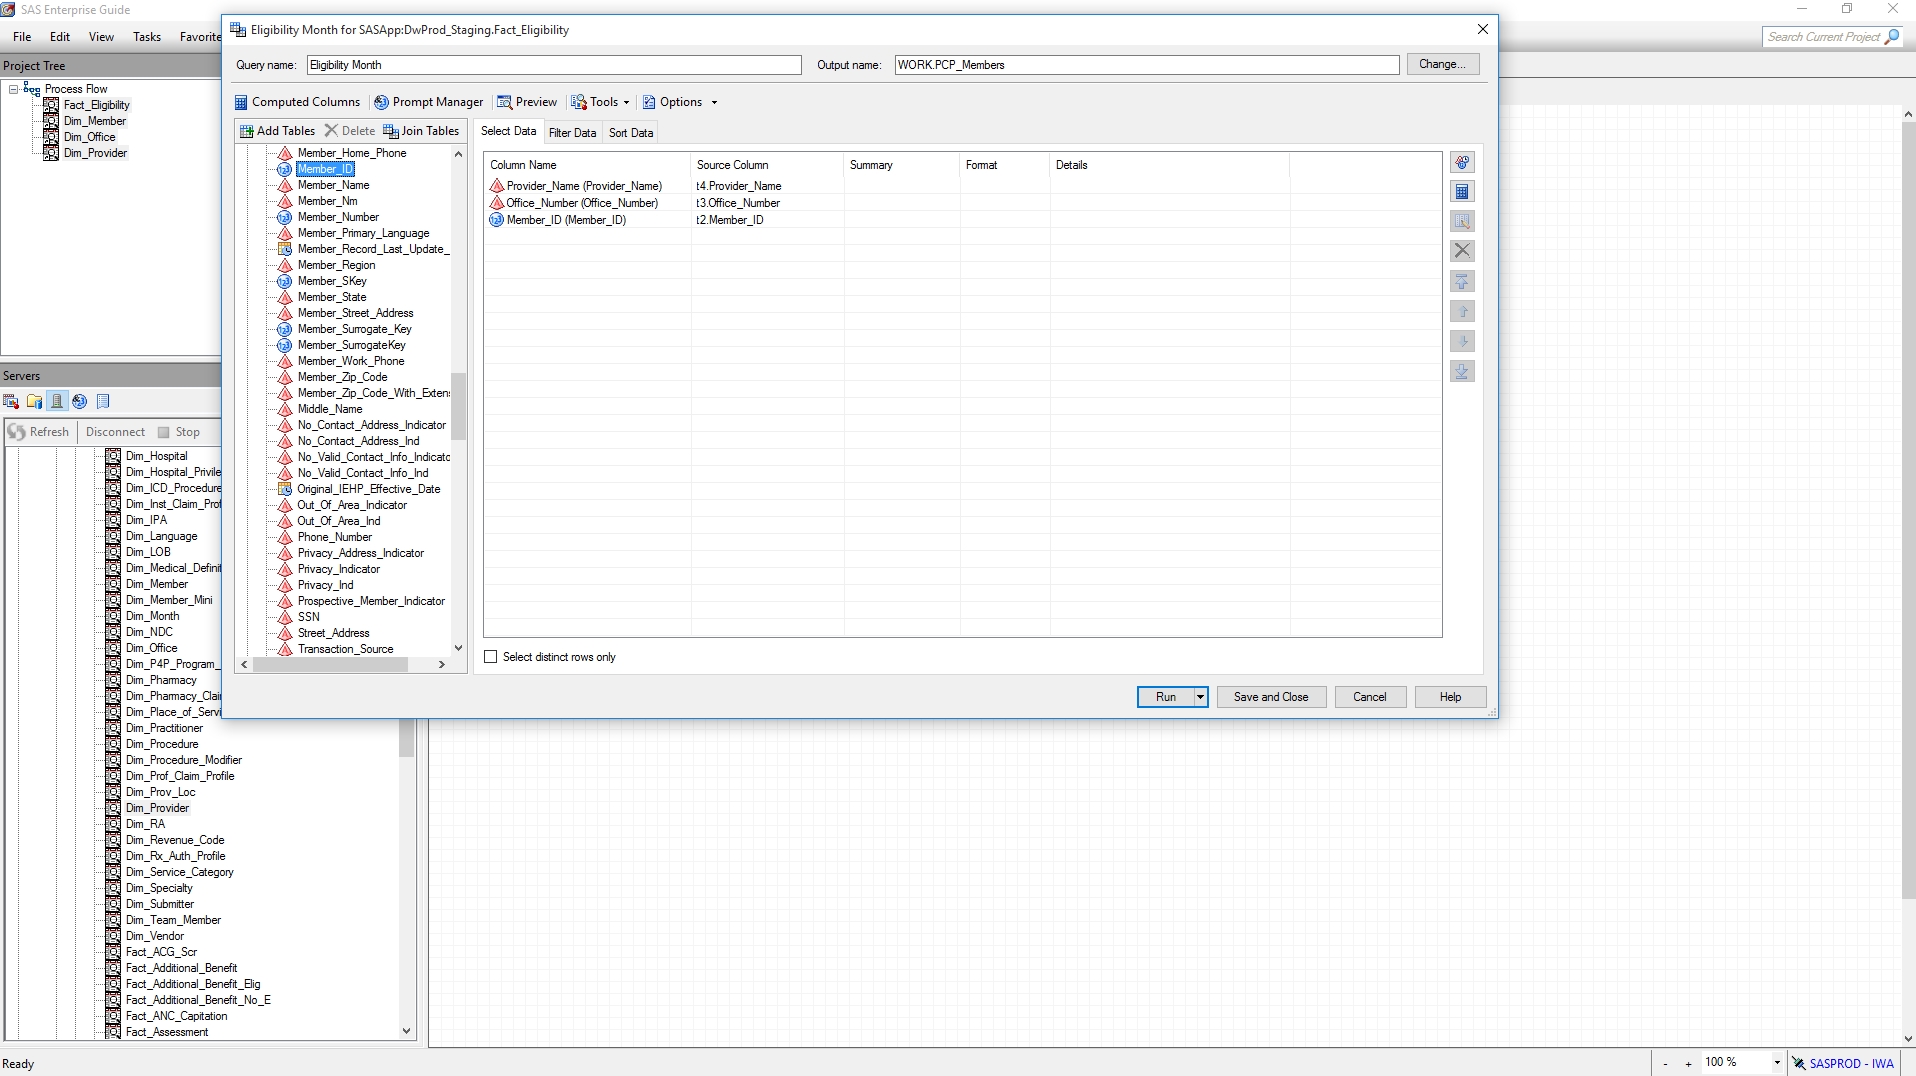 SAS Enterprise Guide
File Edit View Tasks Favorite
Search Current Project
Project Tree
Process Flow
Fact_Eligibility
Dim_Member
Dim_Office
Dim_Provider
Servers
Refresh Disconnect Stop
Dim_Hospital
Dim_Hospital_Privile
Dim_ICD_Procedure
Dim_Inst_Claim_Prof
Dim_IPA
Dim_Language
Dim_LOB
Dim_Medical_Definit
Dim_Member
Dim_Member_Mini
Dim_Month
Dim_NDC
Dim_Office
Dim_P4P_Program_
Dim_Pharmacy
Dim_Pharmacy_Clai
Dim_Place_of_Servi
Dim_Practitioner
Dim_Procedure
Dim_Procedure_Modifier
Dim_Prof_Claim_Profile
Dim_Prov_Loc
Dim_Provider
Dim_RA
Dim_Revenue_Code
Dim_Rx_Auth_Profile
Dim_Service_Category
Dim_Specialty
Dim_Submitter
Dim_Team_Member
Dim_Vendor
Fact_ACG_Scr
Fact_Additional_Benefit
Fact_Additional_Benefit_Elig
Fact_Additional_Benefit_No_E
Fact_ANC_Capitation
Fact_Assessment
Eligibility Month for SASApp:DwProd_Staging.Fact_Eligibility
Query name: Eligibility Month Output name: WORK.PCP_Members Change...
Computed Columns Prompt Manager Preview Tools Options
Add Tables Delete Join Tables
Member_Home_Phone
Member_ID
Member_Name
Member_Nm
Member_Number
Member_Primary_Language
Member_Record_Last_Update_
Member_Region
Member_SKey
Member_State
Member_Street_Address
Member_Surrogate_Key
Member_SurrogateKey
Member_Work_Phone
Member_Zip_Code
Member_Zip_Code_With_Extens
Middle_Name
No_Contact_Address_Indicator
No_Contact_Address_Ind
No_Valid_Contact_Info_Indicato
No_Valid_Contact_Info_Ind
Original_IEHP_Effective_Date
Out_Of_Area_Indicator
Out_Of_Area_Ind
Phone_Number
Privacy_Address_Indicator
Privacy_Indicator
Privacy_Ind
Prospective_Member_Indicator
SSN
Street_Address
Transaction_Source
Select Data Filter Data Sort Data
Column Name Source Column Summary Format Details
Provider_Name (Provider_Name) t4.Provider_Name
Office_Number (Office_Number) t3.Office_Number
Member_ID (Member_ID) t2.Member_ID
Select distinct rows only
Run Save and Close Cancel Help
Ready
- + 100 % SASPROD - IWA